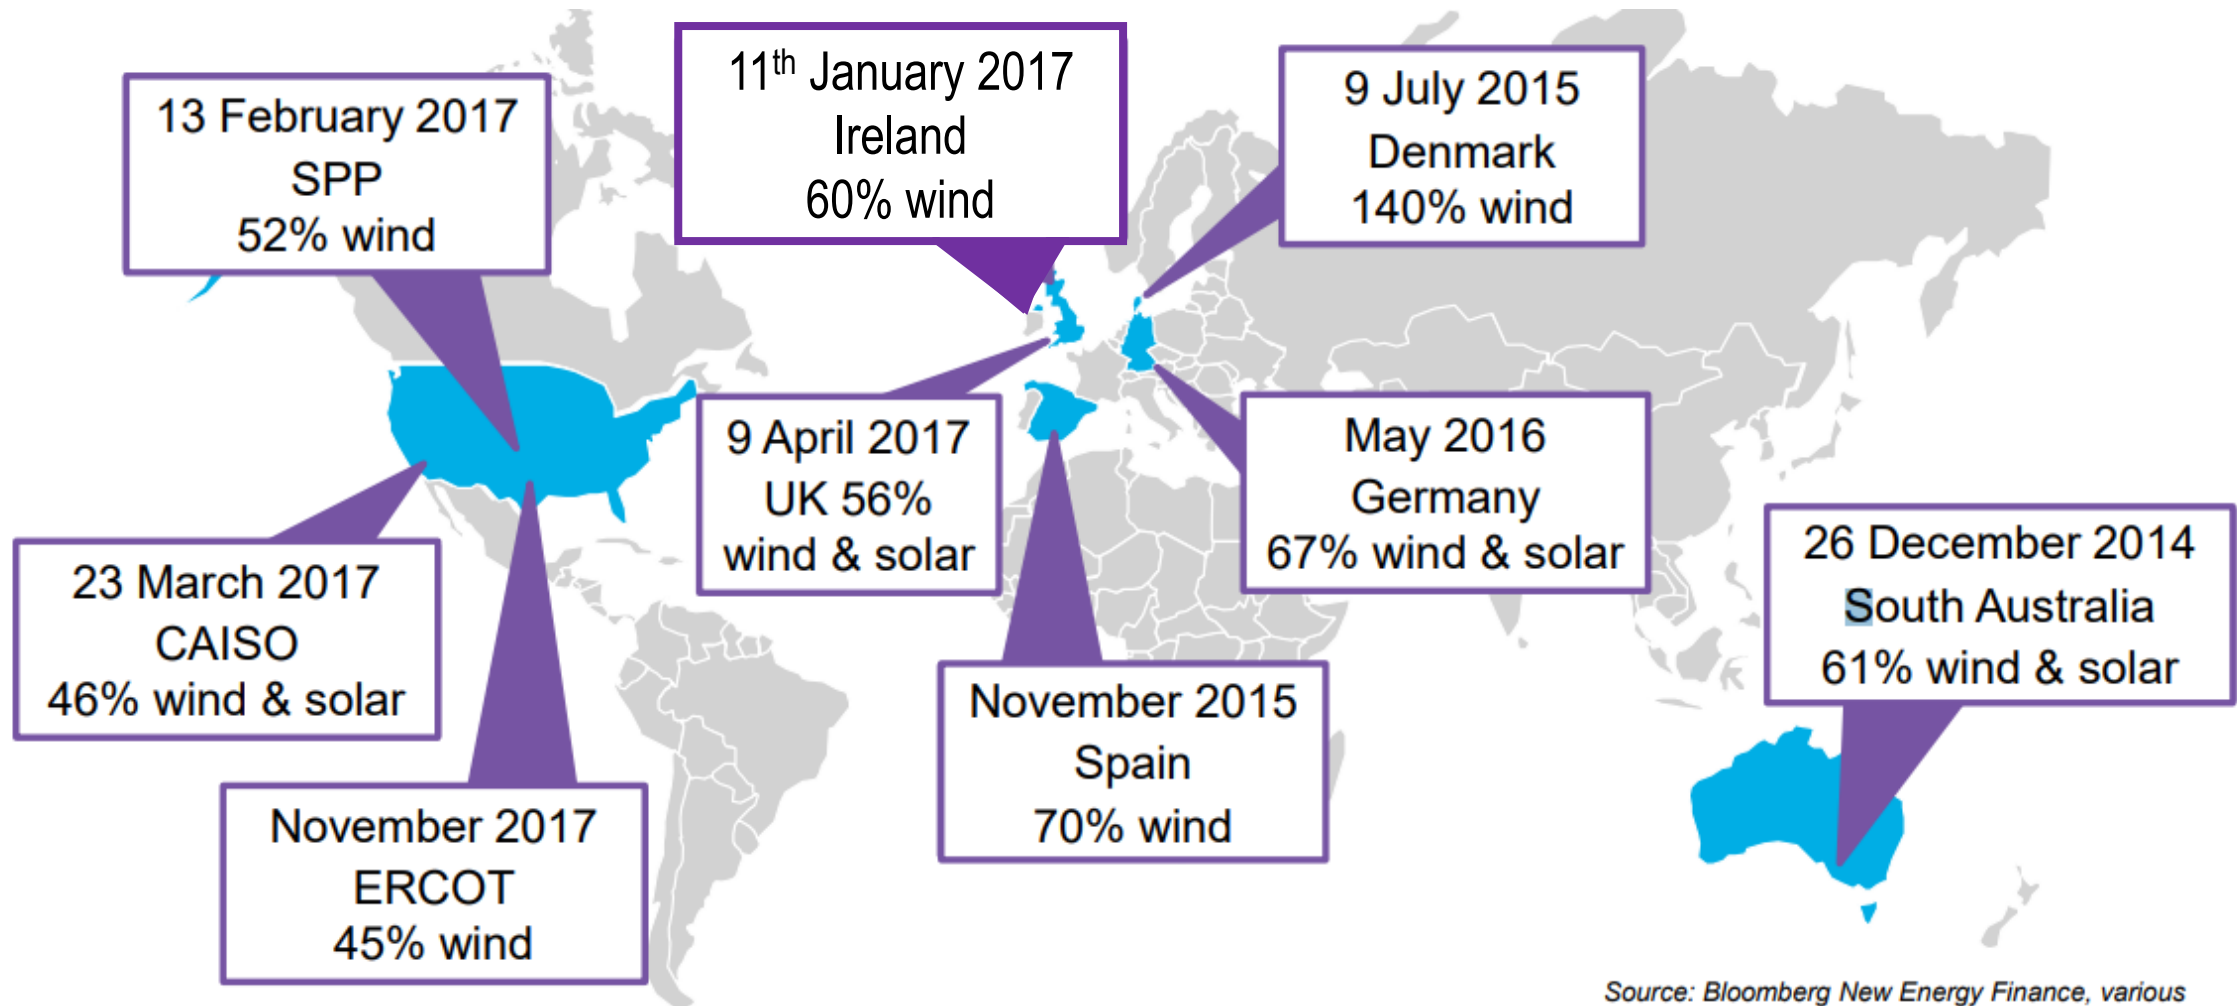 13 February 2017
SPP
52% wind
11th January 2017
Ireland
60% wind
9 July 2015
Denmark
140% wind
23 March 2017
CAISO
46% wind & solar
9 April 2017
UK 56%
wind & solar
May 2016
Germany
67% wind & solar
26 December 2014
South Australia
61% wind & solar
November 2017
ERCOT
45% wind
November 2015
Spain
70% wind
Source: Bloomberg New Energy Finance, various